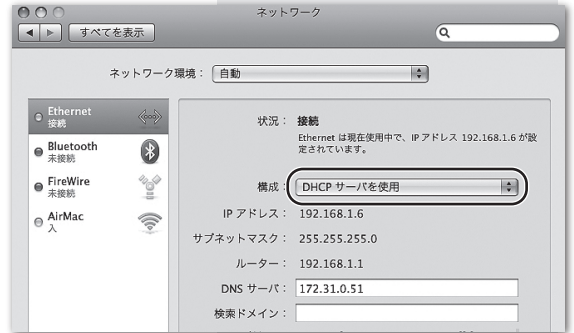 ネットワーク
すべてを表示
ネットワーク環境： 自動
Ethernet
接続
Bluetooth
未接続
FireWire
未接続
AirMac
入
状況： 接続
Ethernet は現在使用中で、IP アドレス 192.168.1.6 が設
定されています。
構成： DHCP サーバを使用
IP アドレス： 192.168.1.6
サブネットマスク： 255.255.255.0
ルーター： 192.168.1.1
DNS サーバ： 172.31.0.51
検索ドメイン：